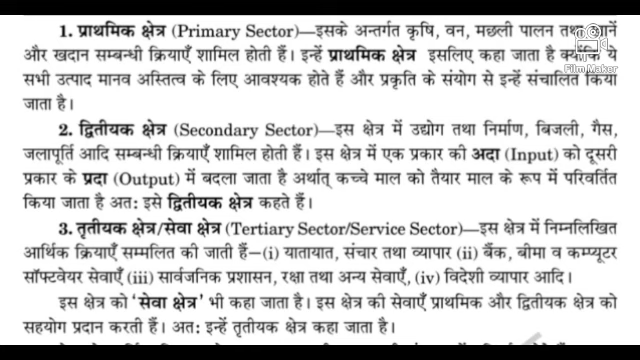 1. प्राथमिक क्षेत्र (Primary Sector)—इसके अन्तर्गत कृषि, वन, मछली पालन
और खदान सम्बन्धी क्रियाएँ शामिल होती हैं। इन्हें प्राथमिक क्षेत्र इसलिए कहा जाता है क्योंकि ये
सभी उत्पाद मानव अस्तित्व के लिए आवश्यक होते हैं और प्रकृति के संयोग से इन्हें संचालित किया
जाता है।
2. द्वितीयक क्षेत्र (Secondary Sector)—इस क्षेत्र में उद्योग तथा निर्माण, बिजली, गैस,
जलापूर्ति आदि सम्बन्धी क्रियाएँ शामिल होती हैं। इस क्षेत्र में एक प्रकार की अदा (Input) को दूसरी
प्रकार के प्रदा (Output) में बदला जाता है अर्थात् कच्चे माल को तैयार माल के रूप में परिवर्तित
किया जाता है अतः इसे द्वितीयक क्षेत्र कहते हैं।
3. तृतीयक क्षेत्र/सेवा क्षेत्र (Tertiary Sector/Service Sector)—इस क्षेत्र में निम्नलिखित
आर्थिक क्रियाएँ सम्मलित की जाती हैं—(i) यातायात, संचार तथा व्यापार (ii) बैंक, बीमा व कम्प्यूटर
सॉफ्टवेयर सेवाएँ (iii) सार्वजनिक प्रशासन, रक्षा तथा अन्य सेवाएँ, (iv) विदेशी व्यापार आदि।
इस क्षेत्र को सेवा क्षेत्र भी कहा जाता है। इस क्षेत्र की सेवाएँ प्राथमिक और द्वितीयक क्षेत्र को
सहयोग प्रदान करती हैं। अतः इन्हें तृतीयक क्षेत्र कहा जाता है।
Film Maker